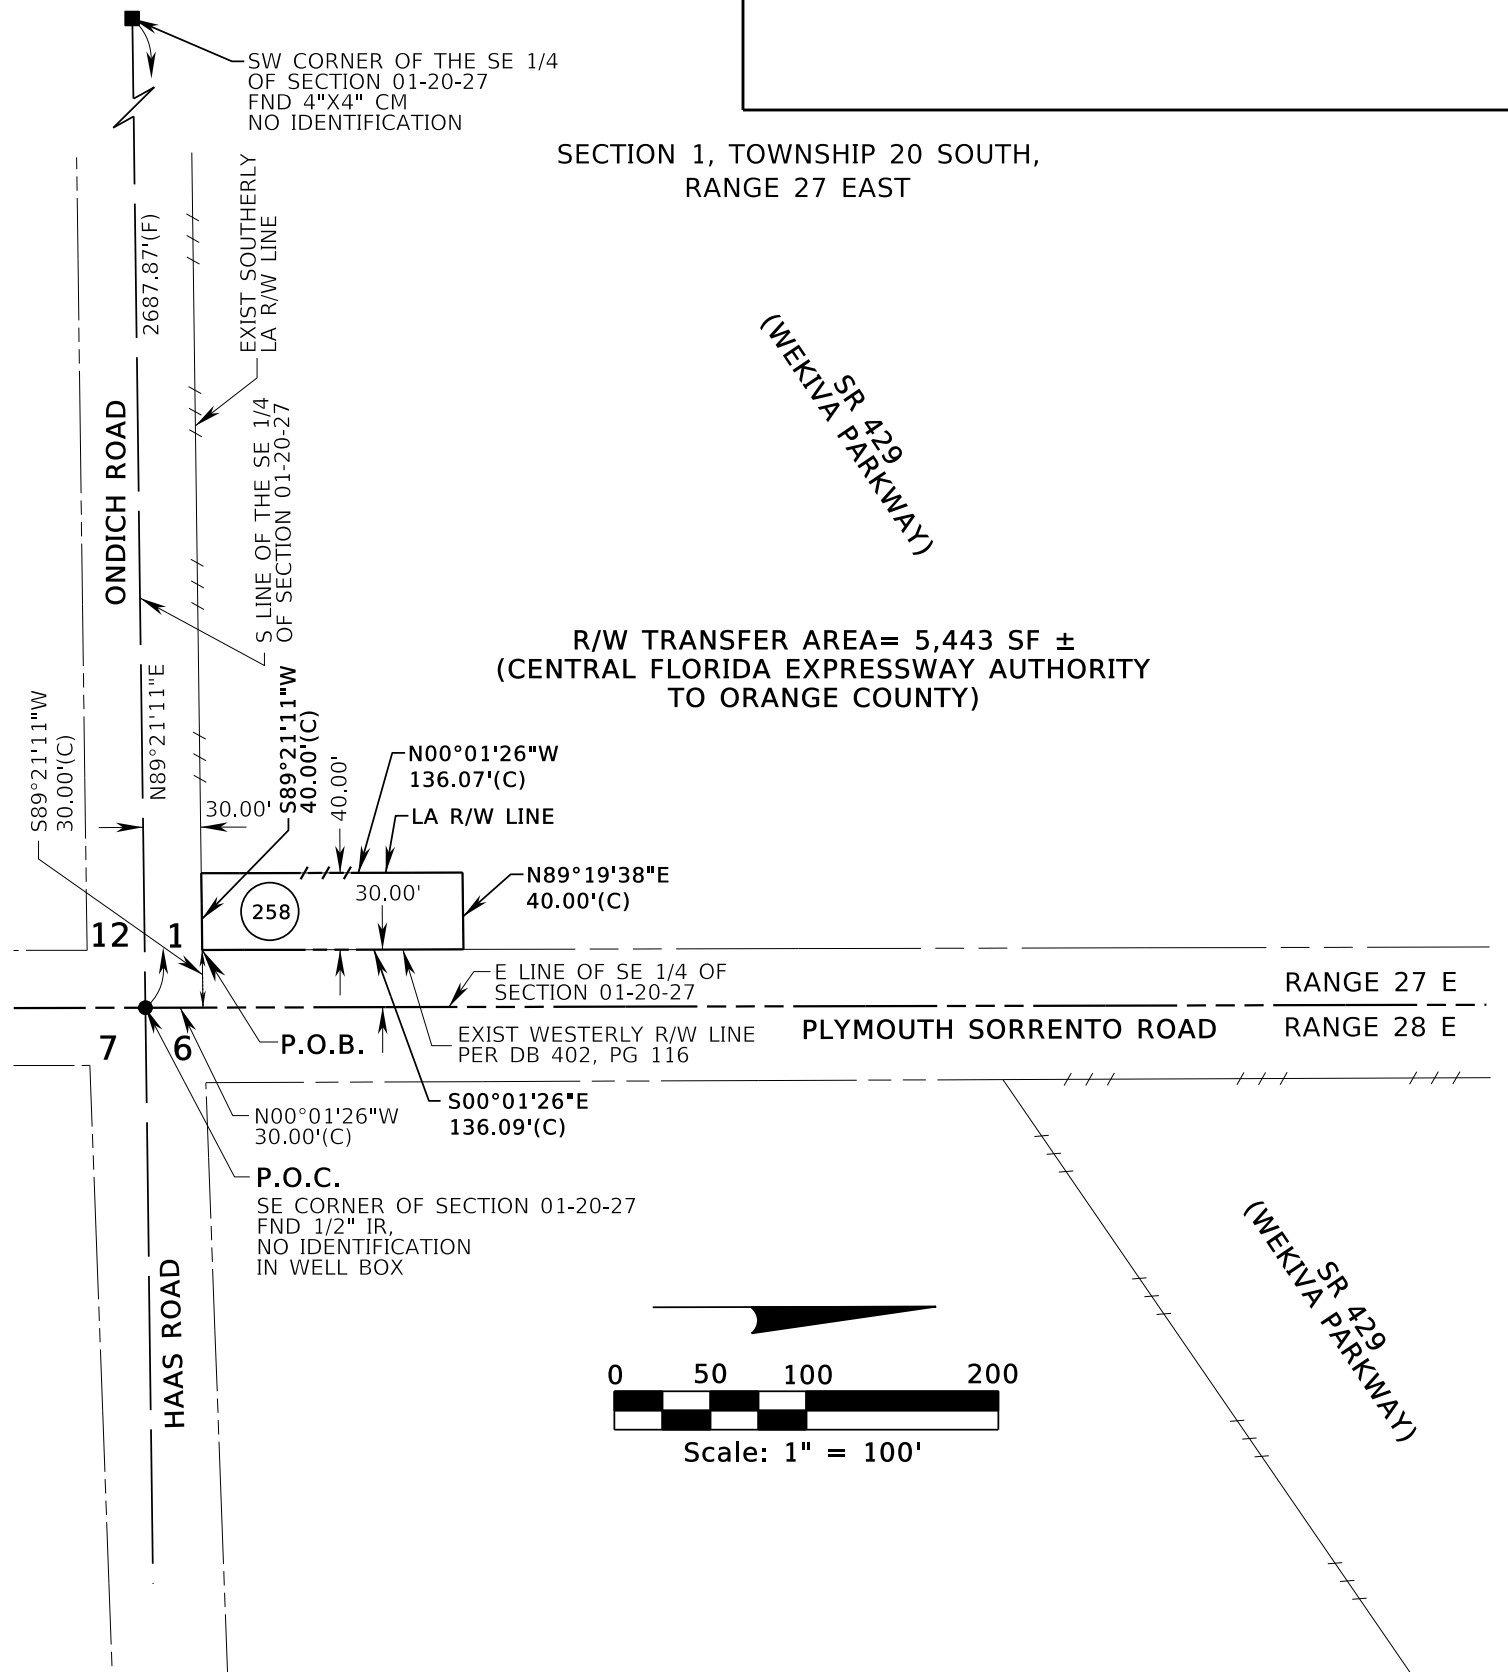 SW CORNER OF THE SE 1/4
OF SECTION 01-20-27
FND 4"X4" CM
NO IDENTIFICATION
SECTION 1, TOWNSHIP 20 SOUTH,
RANGE 27 EAST
2687.87'(F)
EXIST SOUTHERLY
LA R/W LINE
(WEKIVA PARKWAY)
SR 429
ONDICH ROAD
S LINE OF THE SE 1/4
OF SECTION 01-20-27
R/W TRANSFER AREA= 5,443 SF ±
(CENTRAL FLORIDA EXPRESSWAY AUTHORITY
TO ORANGE COUNTY)
S89°21'11"W
30.00'(C)
N89°21'11"E
S89°21'11"W
40.00'(C)
30.00'
40.00'
N00°01'26"W
136.07'(C)
LA R/W LINE
N89°19'38"E
40.00'(C)
30.00'
258
12
1
E LINE OF SE 1/4 OF
SECTION 01-20-27
RANGE 27 E
7
6
P.O.B.
EXIST WESTERLY R/W LINE
PER DB 402, PG 116
PLYMOUTH SORRENTO ROAD
RANGE 28 E
S00°01'26"E
136.09'(C)
N00°01'26"W
30.00'(C)
P.O.C.
SE CORNER OF SECTION 01-20-27
FND 1/2" IR,
NO IDENTIFICATION
IN WELL BOX
HAAS ROAD
(WEKIVA PARKWAY)
SR 429
0 50 100 200
Scale: 1" = 100'